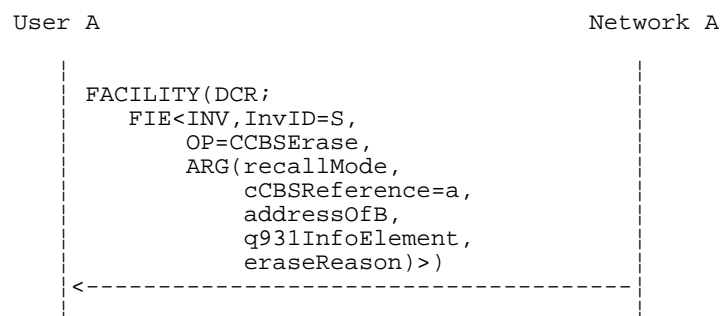 User A Network A
FACILITY(DCR;
FIE<INV,InvID=S,
OP=CCBSErase,
ARG(recallMode,
cCBSReference=a,
addressOfB,
q931InfoElement,
eraseReason)>)